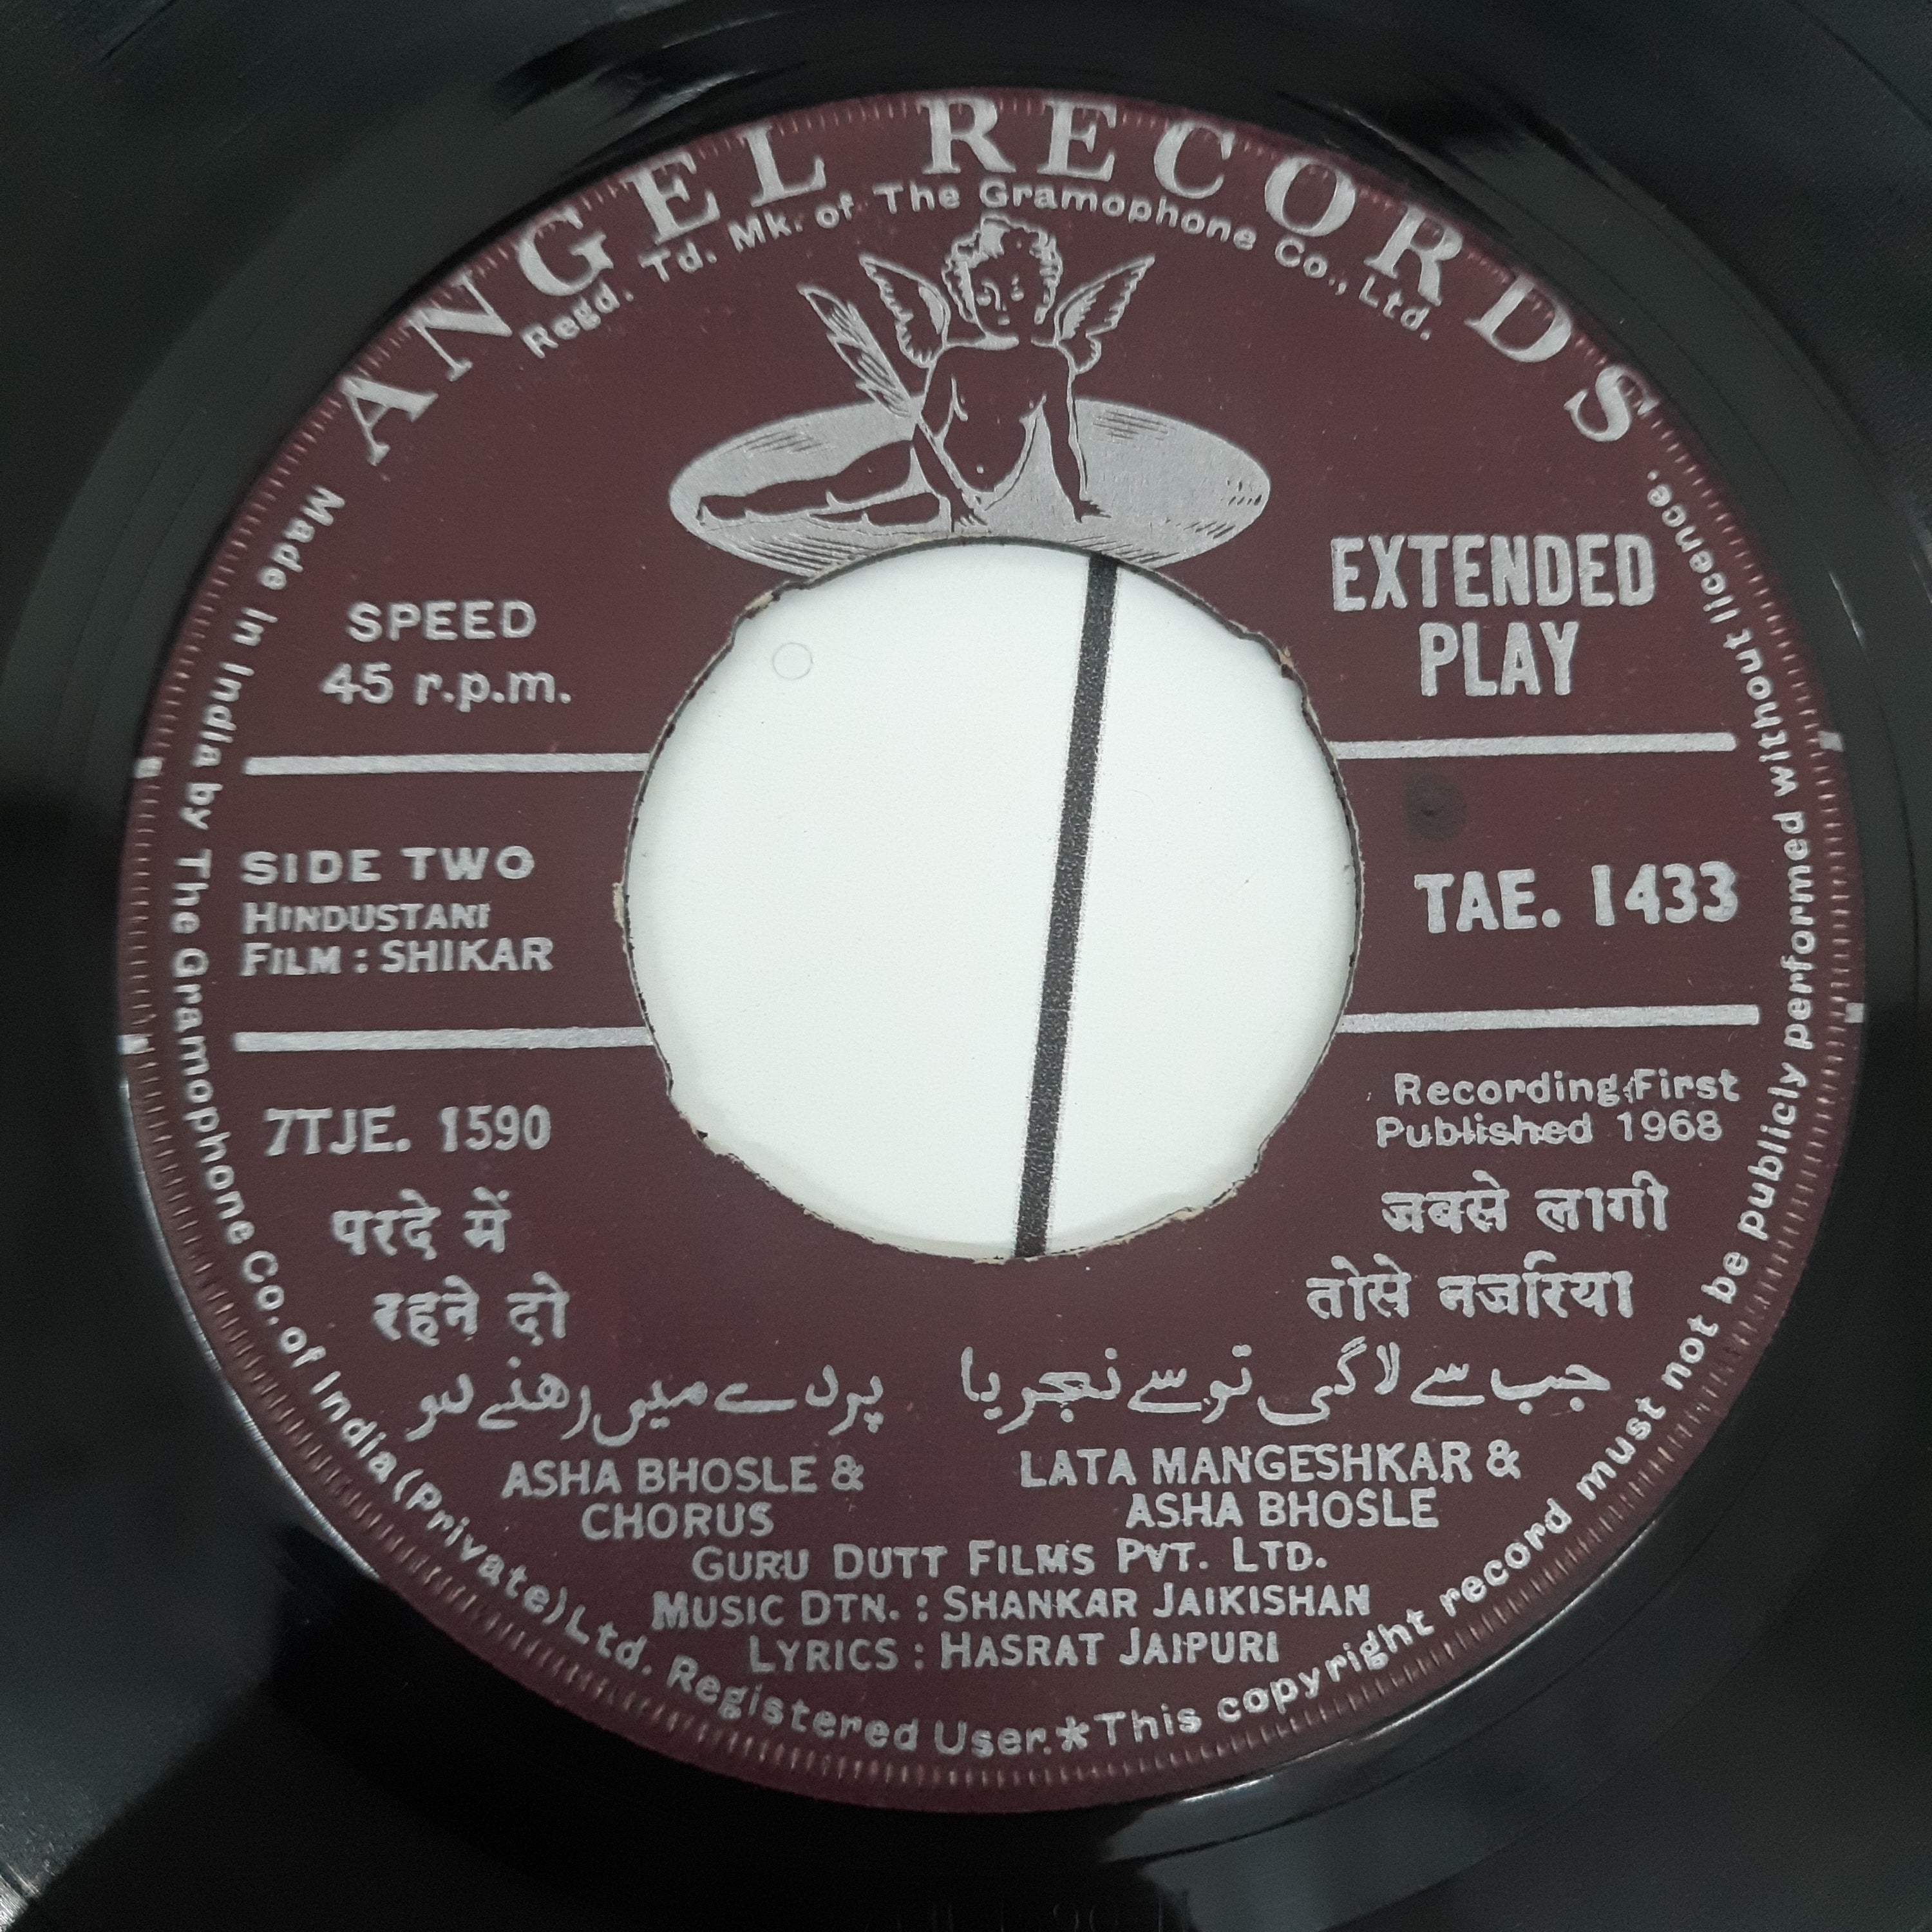 ANGEL RECORDS
Regd. Td. Mk. of The Gramophone Co., Ltd.
SPEED
45 r.p.m.
EXTENDED
PLAY
SIDE TWO
HINDUSTANI
FILM : SHIKAR
TAE. 1433
7TJE. 1590
Recording First
Published 1968
परदे में
रहने दो
जबसे लागी
तोसे नजरिया
پردے میں رھنے دو
جب سے لاگی تو سے نجریا
ASHA BHOSLE &
CHORUS
LATA MANGESHKAR &
ASHA BHOSLE
GURU DUTT FILMS PVT. LTD.
MUSIC DTN. : SHANKAR JAIKISHAN
LYRICS : HASRAT JAIPURI
Made in India by The Gramophone Co. of India (Private) Ltd. Registered User.*This copyright record must not be publicly performed without licence.